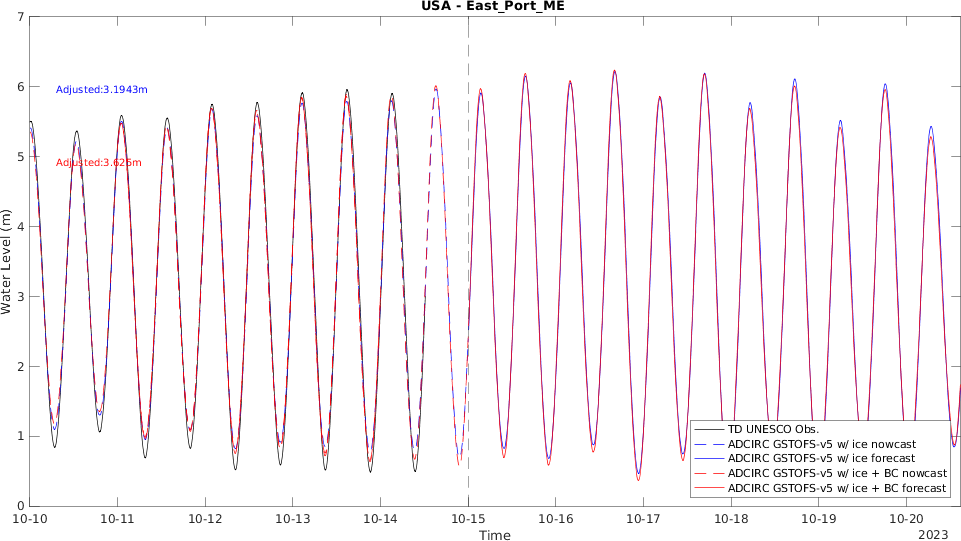 USA - East_Port_ME
7
6
5
4
3
2
1
0
Water Level (m)
Adjusted:3.1943m
Adjusted:3.626m
TD UNESCO Obs.
ADCIRC GSTOFS-v5 w/ ice nowcast
ADCIRC GSTOFS-v5 w/ ice forecast
ADCIRC GSTOFS-v5 w/ ice + BC nowcast
ADCIRC GSTOFS-v5 w/ ice + BC forecast
10-10 10-11 10-12 10-13 10-14 10-15 10-16 10-17 10-18 10-19 10-20
Time
2023